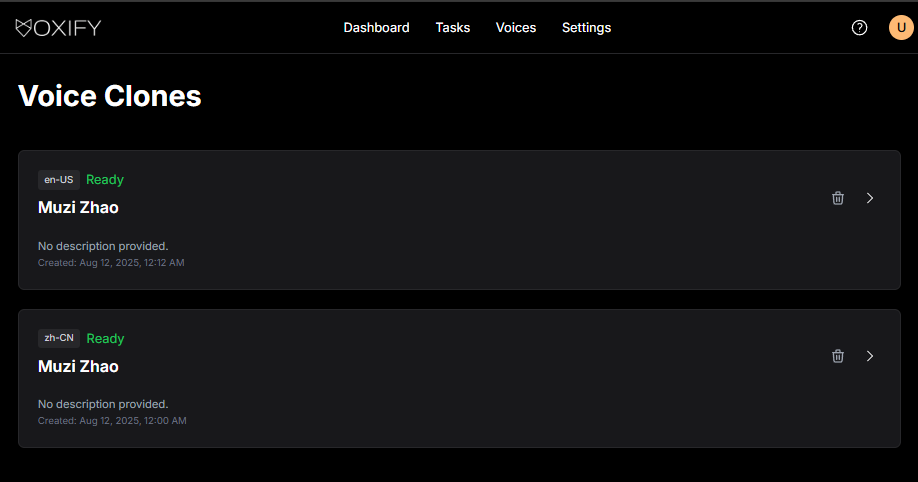 VOXIFY Dashboard Tasks Voices Settings ? U
Voice Clones
en-US Ready
Muzi Zhao
No description provided.
Created: Aug 12, 2025, 12:12 AM
zh-CN Ready
Muzi Zhao
No description provided.
Created: Aug 12, 2025, 12:00 AM